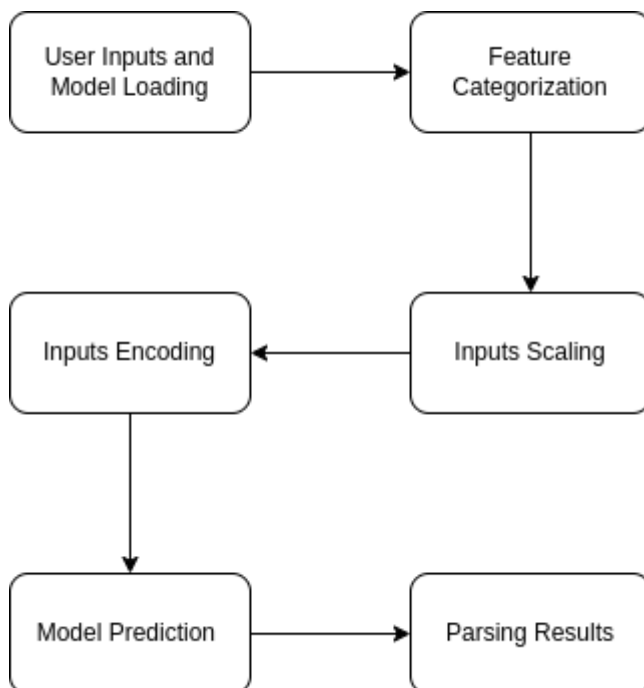 User Inputs and
Model Loading
Feature
Categorization
Inputs Encoding
Inputs Scaling
Model Prediction
Parsing Results